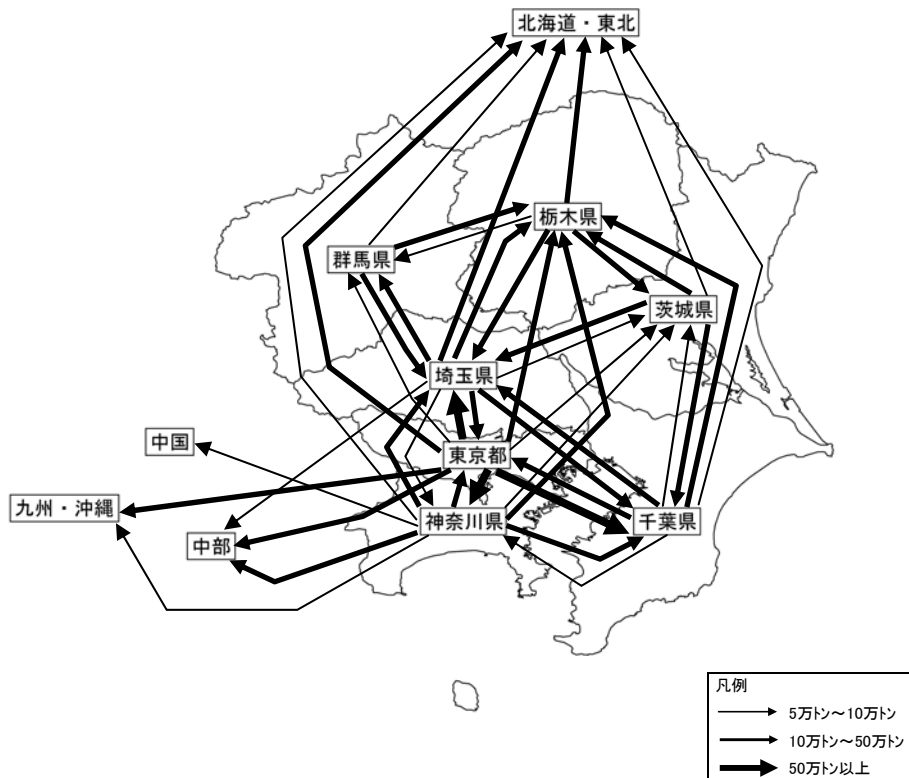 北海道・東北
栃木県
群馬県
茨城県
埼玉県
中国
東京都
九州・沖縄
神奈川県
千葉県
中部
凡例
5万トン～10万トン
10万トン～50万トン
50万トン以上